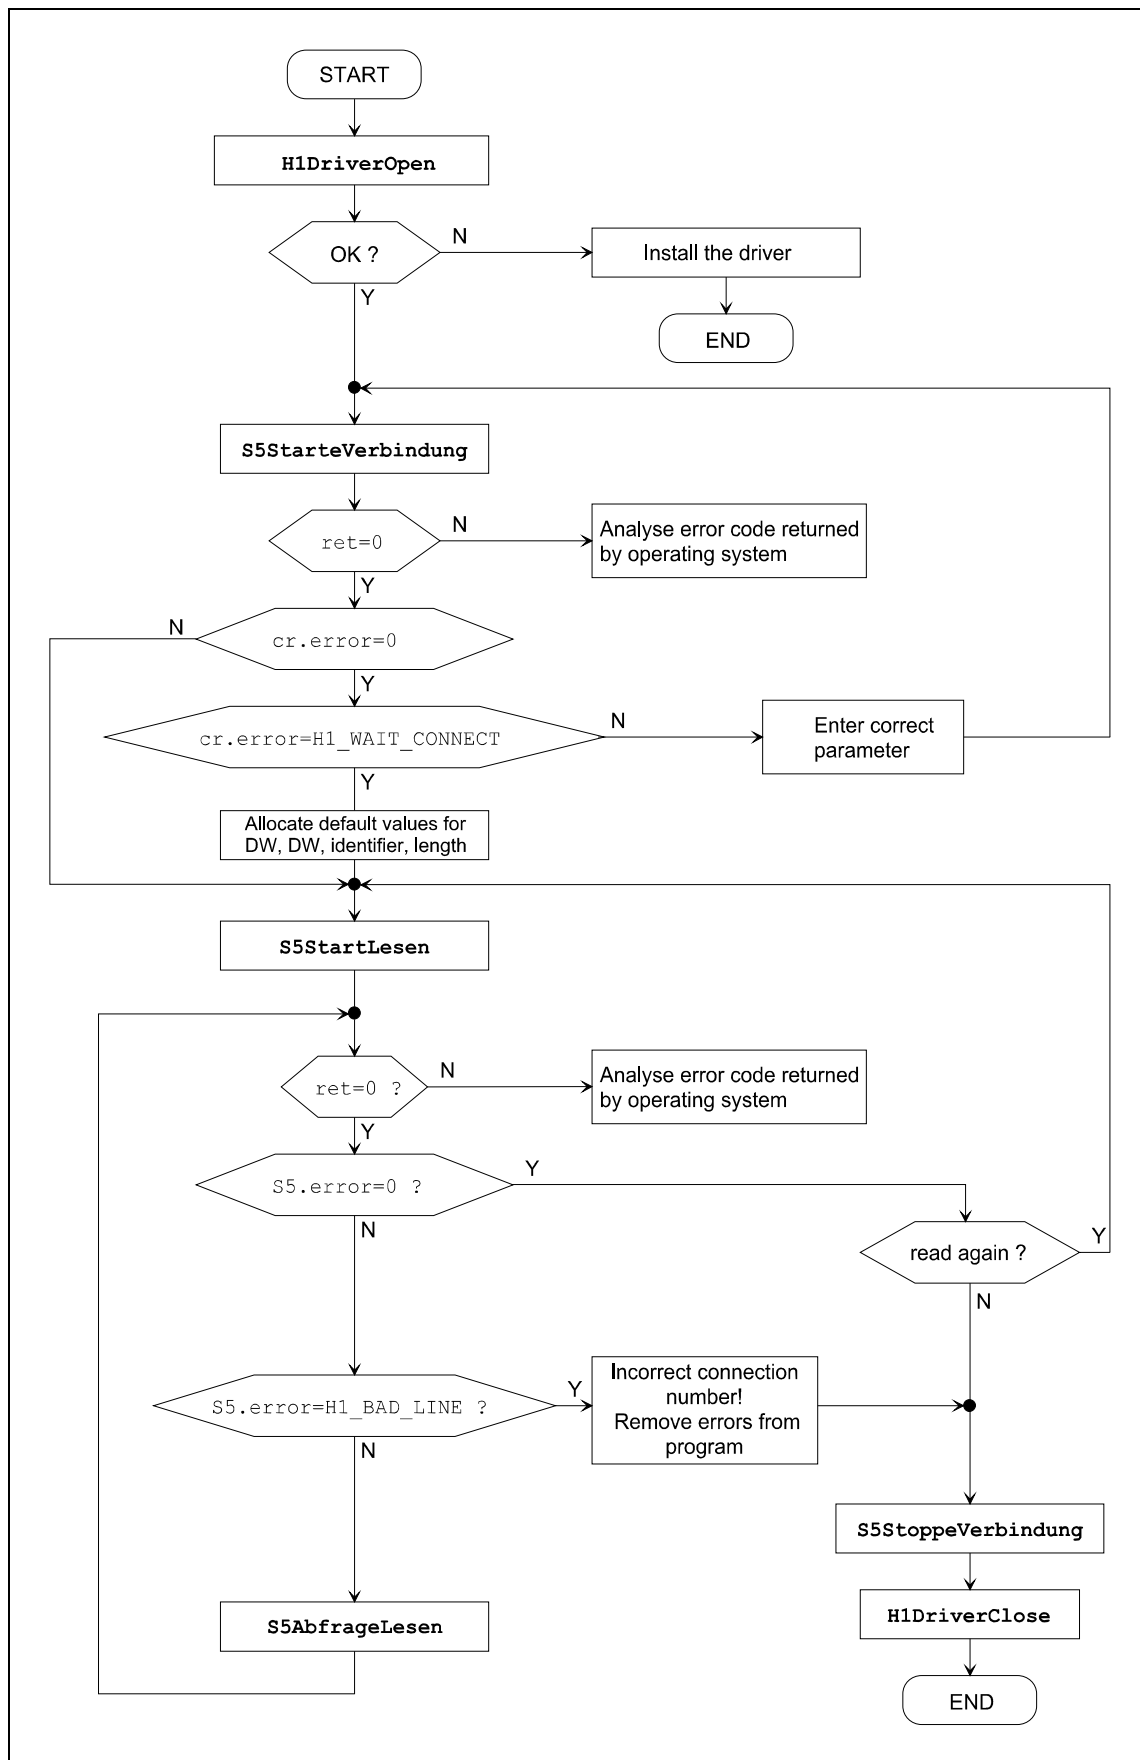 START
H1DriverOpen
OK ?
N
Install the driver
Y
END
S5StarteVerbindung
ret=0
N
Analyse error code returned
by operating system
Y
N
cr.error=0
Y
cr.error=H1_WAIT_CONNECT
N
Enter correct
parameter
Y
Allocate default values for
DW, DW, identifier, length
S5StartLesen
ret=0 ?
N
Analyse error code returned
by operating system
Y
S5.error=0 ?
Y
N
read again ?
Y
N
S5.error=H1_BAD_LINE ?
Y
Incorrect connection
number!
Remove errors from
program
N
S5StoppeVerbindung
S5AbfrageLesen
H1DriverClose
END